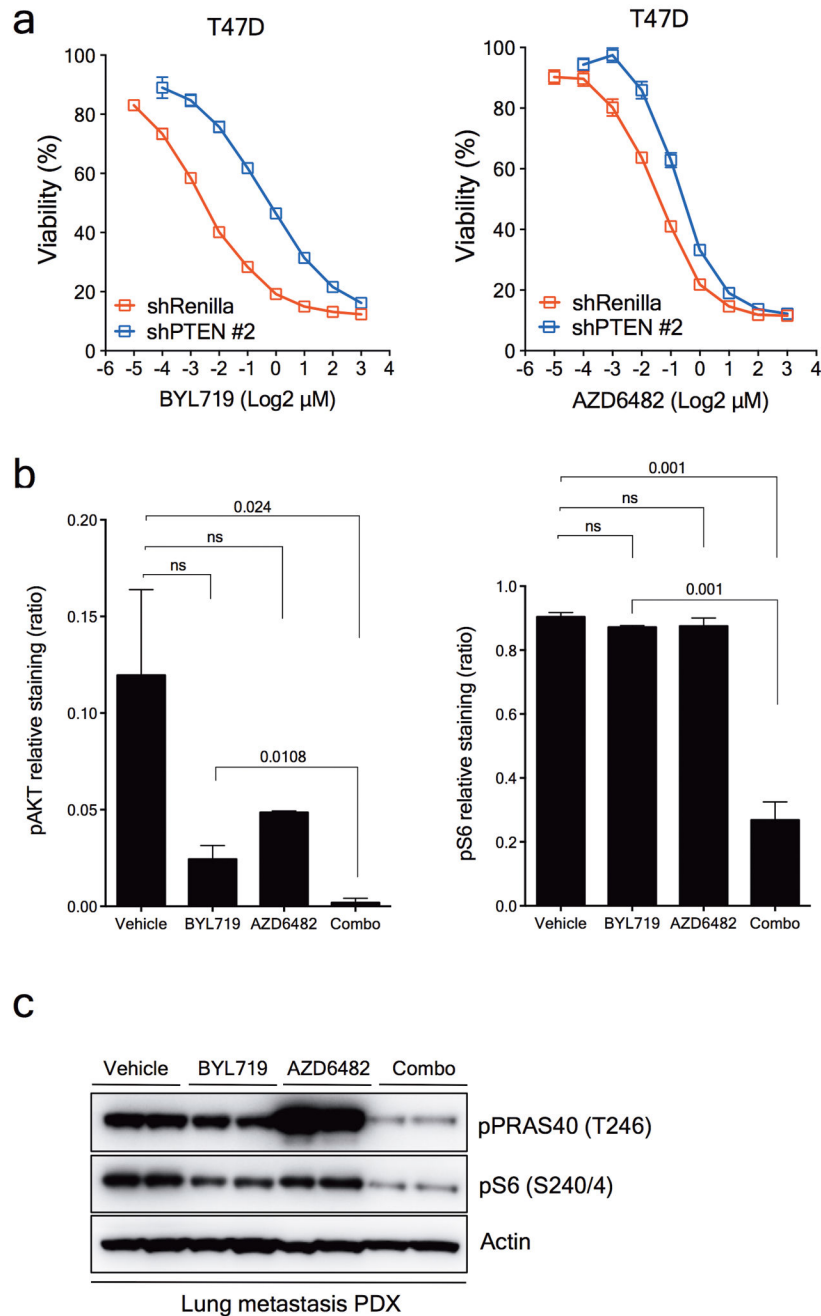 a
T47D
Viability (%)
100
80
60
40
20
0
shRenilla
shPTEN #2
-6 -5 -4 -3 -2 -1 0 1 2 3 4
BYL719 (Log2 µM)
T47D
Viability (%)
100
80
60
40
20
0
shRenilla
shPTEN #2
-6 -5 -4 -3 -2 -1 0 1 2 3 4
AZD6482 (Log2 µM)
b
pAKT relative staining (ratio)
0.20
0.15
0.10
0.05
0.00
0.024
ns
ns
0.0108
Vehicle BYL719 AZD6482 Combo
pS6 relative staining (ratio)
1.0
0.8
0.6
0.4
0.2
0.0
0.001
ns
ns
0.001
Vehicle BYL719 AZD6482 Combo
c
Vehicle BYL719 AZD6482 Combo
pPRAS40 (T246)
pS6 (S240/4)
Actin
Lung metastasis PDX